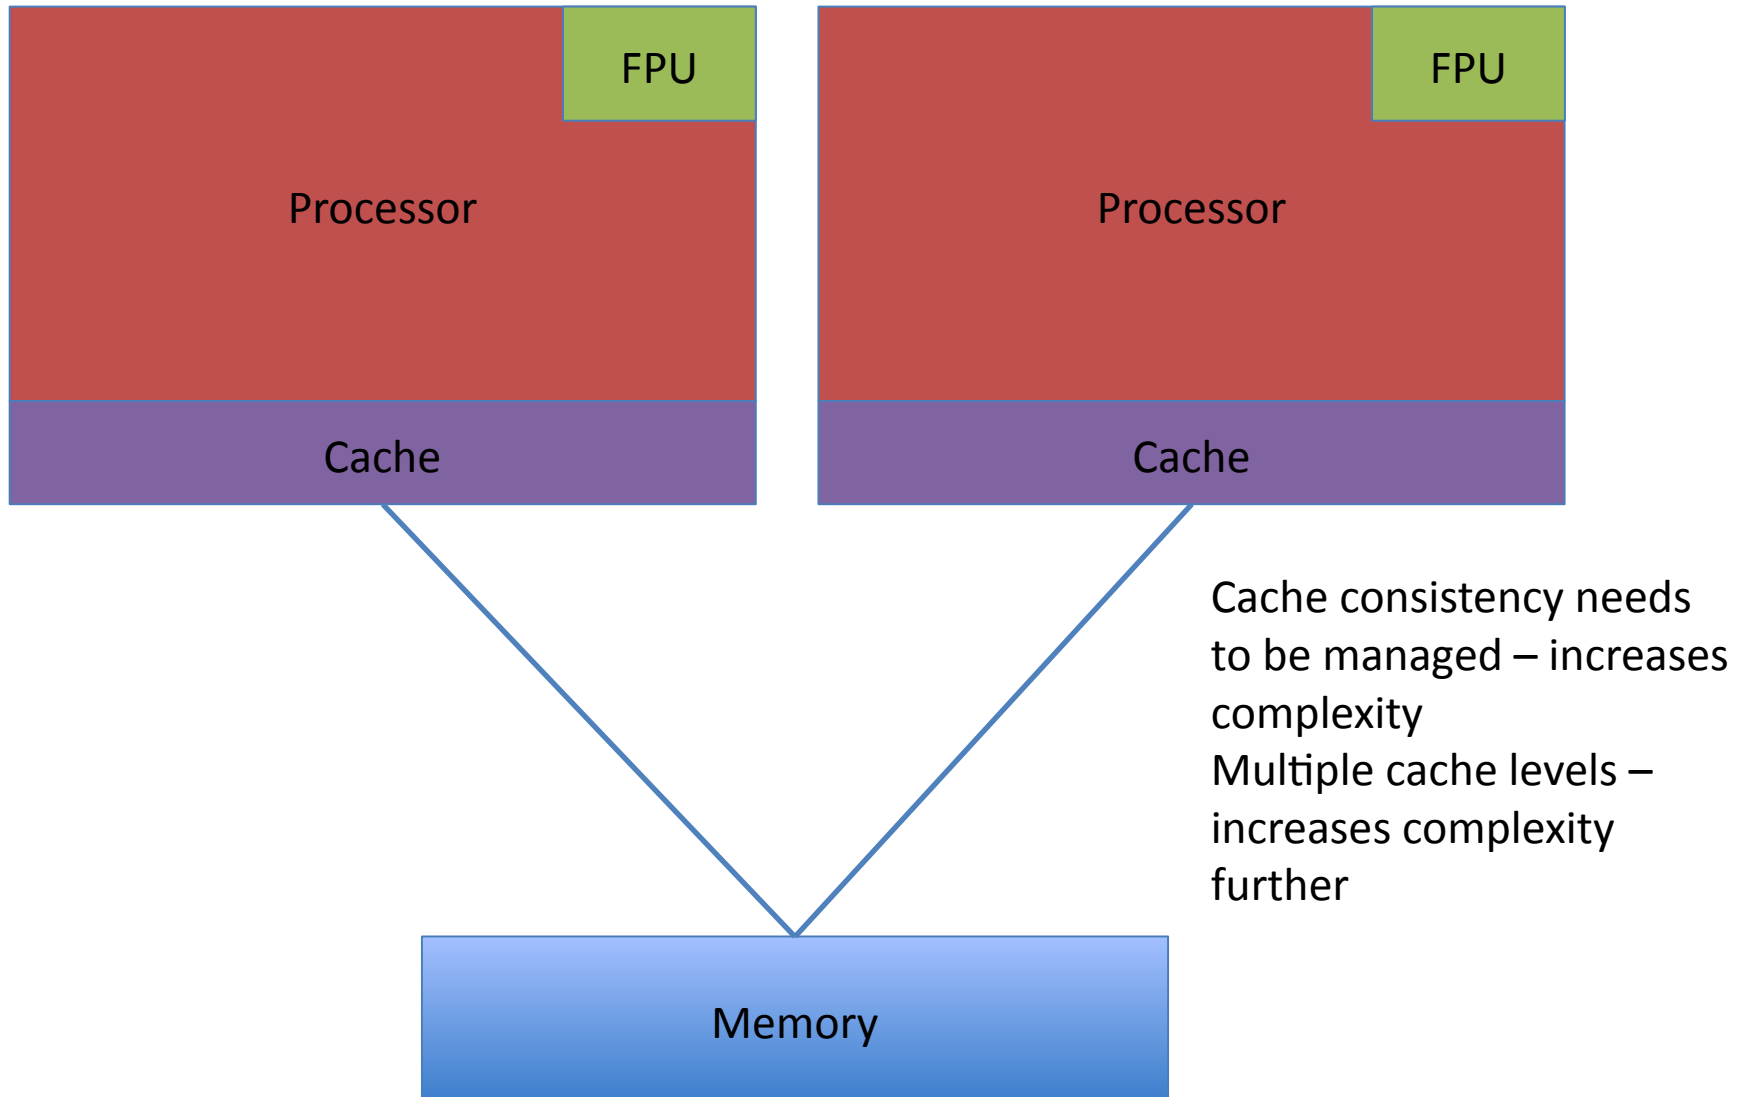 FPU
FPU
Processor
Processor
Cache
Cache
Cache consistency needs
to be managed – increases
complexity
Multiple cache levels –
increases complexity
further
Memory